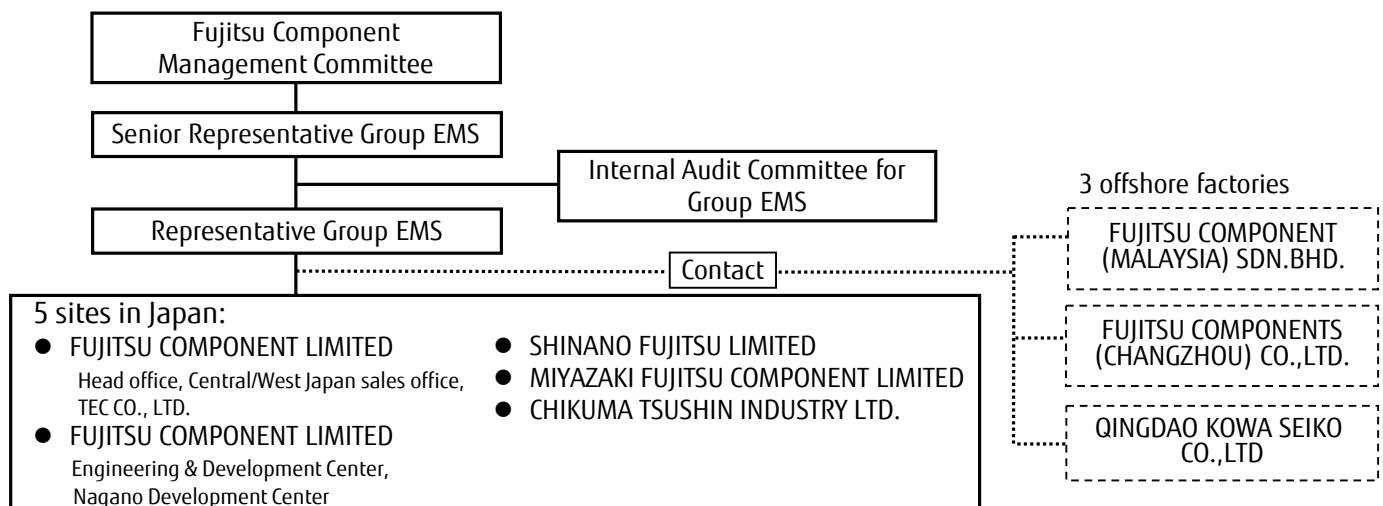 Fujitsu Component
Management Committee
Senior Representative Group EMS
Internal Audit Committee for
Group EMS
Representative Group EMS
Contact
3 offshore factories
FUJITSU COMPONENT
(MALAYSIA) SDN.BHD.
FUJITSU COMPONENTS
(CHANGZHOU) CO.,LTD.
QINGDAO KOWA SEIKO
CO.,LTD
5 sites in Japan:
● FUJITSU COMPONENT LIMITED
Head office, Central/West Japan sales office,
TEC CO., LTD.
● FUJITSU COMPONENT LIMITED
Engineering & Development Center,
Nagano Development Center
● SHINANO FUJITSU LIMITED
● MIYAZAKI FUJITSU COMPONENT LIMITED
● CHIKUMA TSUSHIN INDUSTRY LTD.